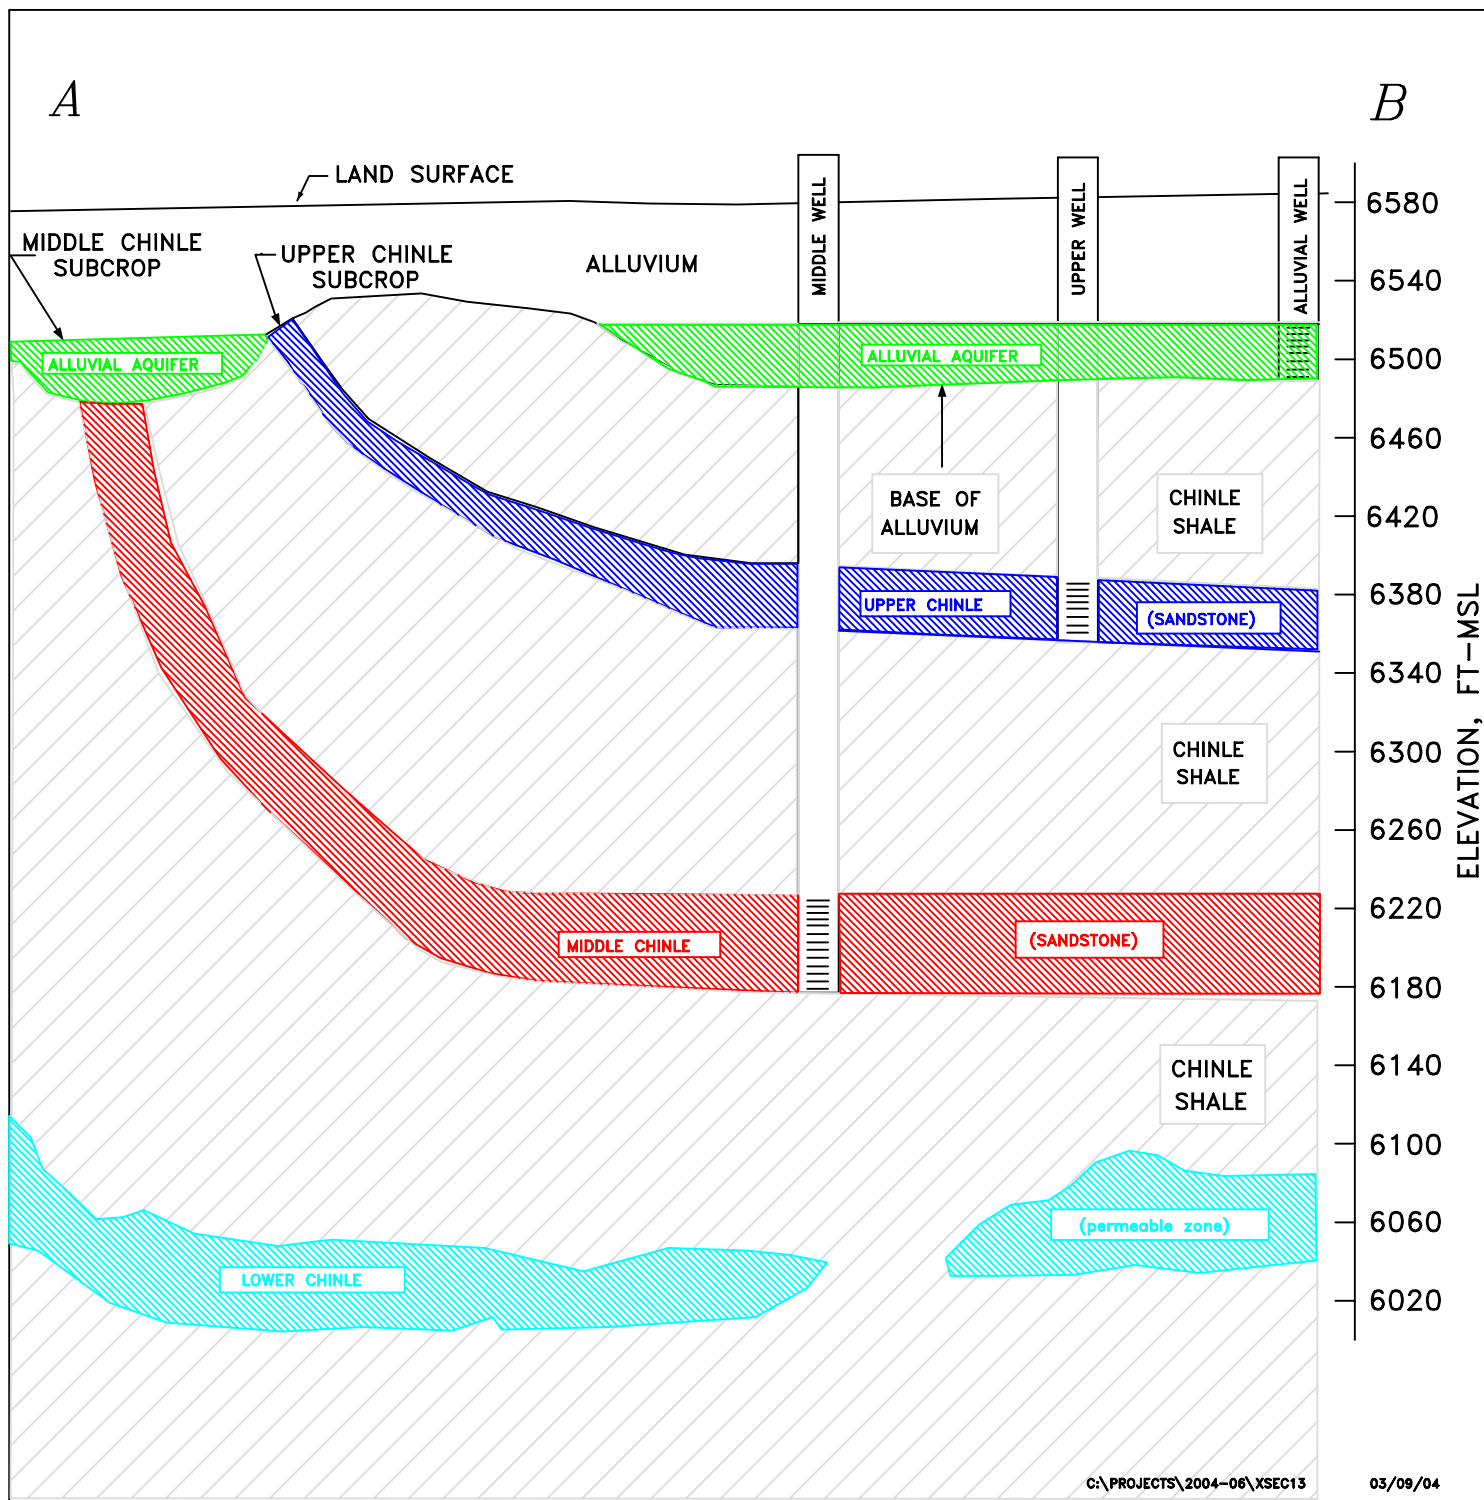 A
B
LAND SURFACE
MIDDLE CHINLE
SUBCROP
UPPER CHINLE
SUBCROP
ALLUVIUM
MIDDLE WELL
UPPER WELL
ALLUVIAL WELL
ALLUVIAL AQUIFER
ALLUVIAL AQUIFER
BASE OF
ALLUVIUM
CHINLE
SHALE
UPPER CHINLE
(SANDSTONE)
CHINLE
SHALE
MIDDLE CHINLE
(SANDSTONE)
CHINLE
SHALE
LOWER CHINLE
(permeable zone)
6580
6540
6500
6460
6420
6380
6340
6300
6260
6220
6180
6140
6100
6060
6020
ELEVATION, FT-MSL
C:\PROJECTS\2004-06\XSEC13
03/09/04